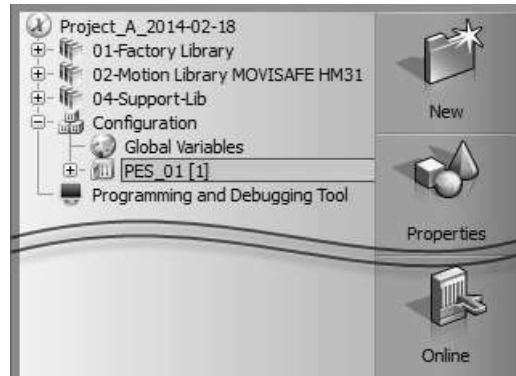 Project_A_2014-02-18
01-Factory Library
02-Motion Library MOVISAFE HM31
04-Support-Lib
Configuration
Global Variables
PES_01 [1]
Programming and Debugging Tool
New
Properties
Online